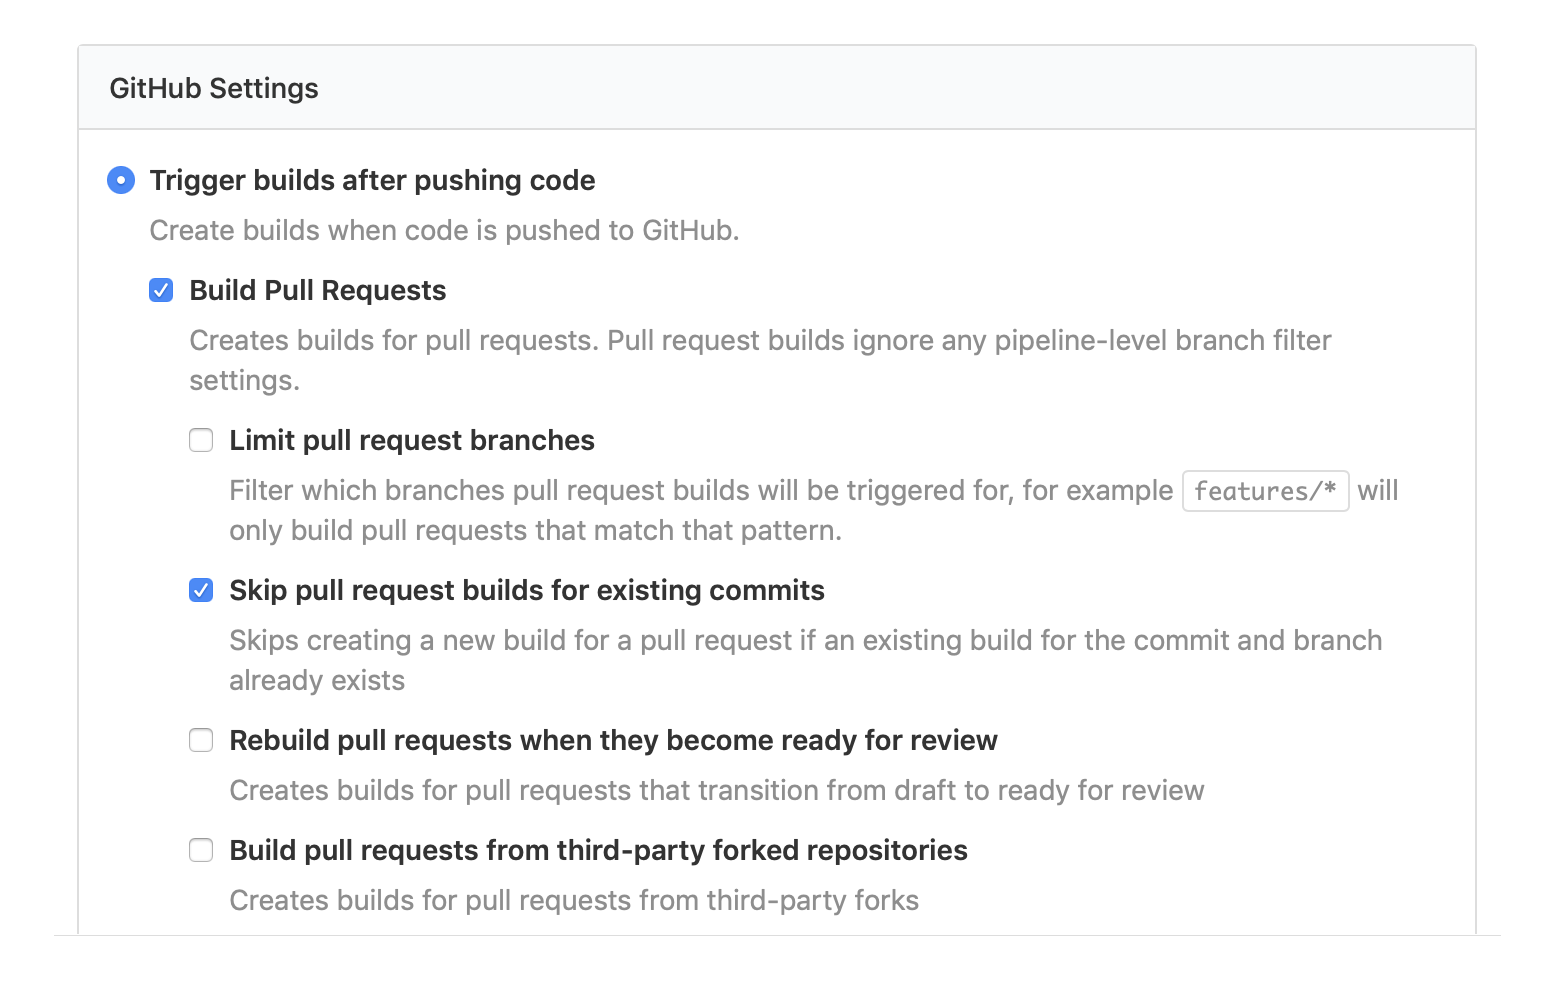 GitHub Settings
Trigger builds after pushing code
Create builds when code is pushed to GitHub.
Build Pull Requests
Creates builds for pull requests. Pull request builds ignore any pipeline-level branch filter
settings.
Limit pull request branches
Filter which branches pull request builds will be triggered for, for example features/* will
only build pull requests that match that pattern.
Skip pull request builds for existing commits
Skips creating a new build for a pull request if an existing build for the commit and branch
already exists
Rebuild pull requests when they become ready for review
Creates builds for pull requests that transition from draft to ready for review
Build pull requests from third-party forked repositories
Creates builds for pull requests from third-party forks